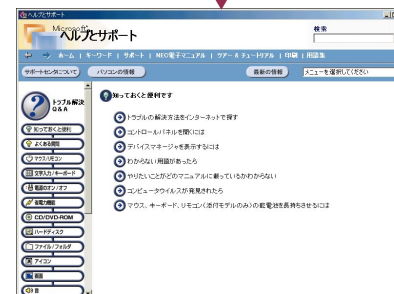 ヘルプとサポート
Microsoft
ヘルプとサポート
検索
ホーム | キーワード | サポート | NEC電子マニュアル | ツアー & チュートリアル | 印刷 | 用語集
サポートセンタについて
パソコンの情報
最新の情報
メニューを選択してください
トラブル解決
Q&A
知っておくと便利
よくある質問
マウス/リモコン
文字入力/キーボード
電源のオン/オフ
省電力機能
CD/DVD-ROM
ハードディスク
ファイル/フォルダ
アイコン
画面
音
知っておくと便利です
トラブルの解決方法をインターネットで探す
コントロールパネルを開くには
デバイスマネージャを表示するには
わからない用語があったら
やりたいことがどのマニュアルに載っているかわからない
コンピュータウイルスが発見されたら
マウス、キーボード、リモコン(添付モデルのみ)の乾電池を長持ちさせるには